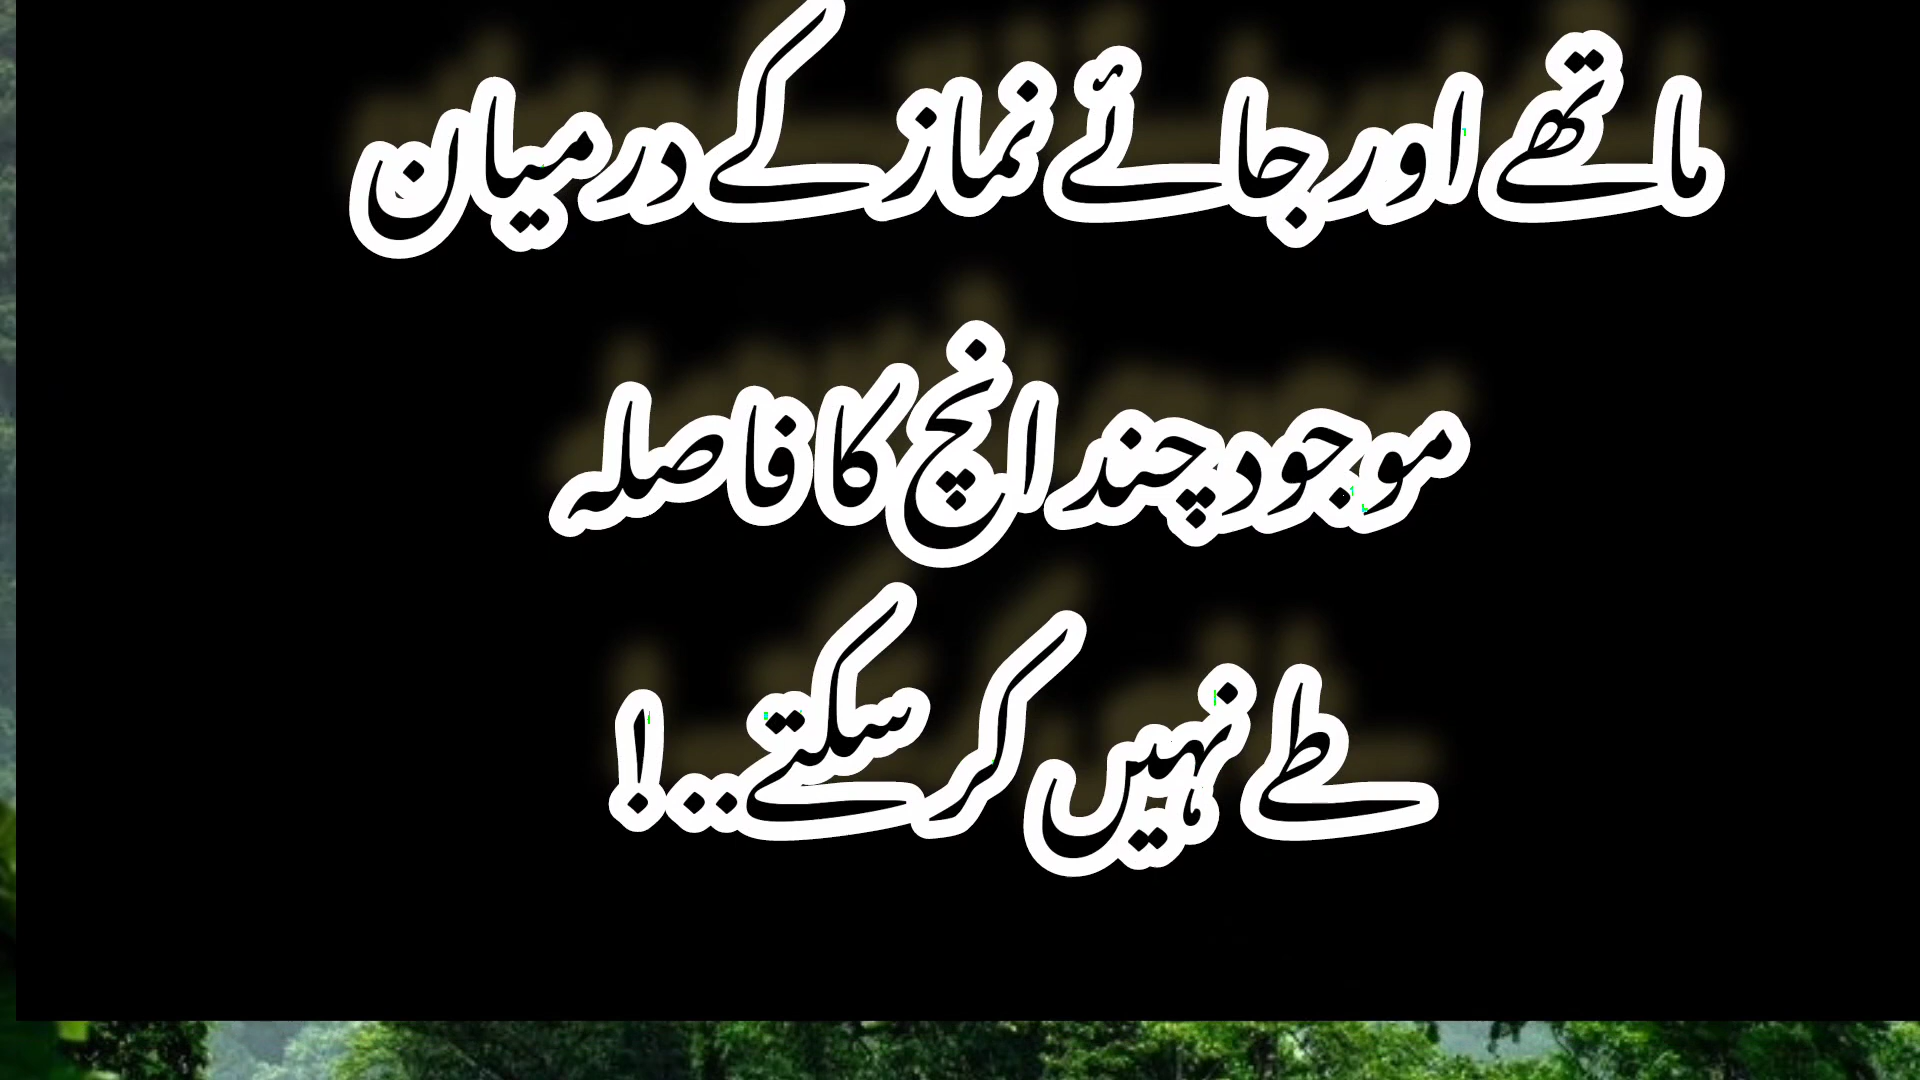 ماتھے اور جائے نماز کے درمیان
موجود چند انچ کا فاصلہ
طے نہیں کر سکتے..!